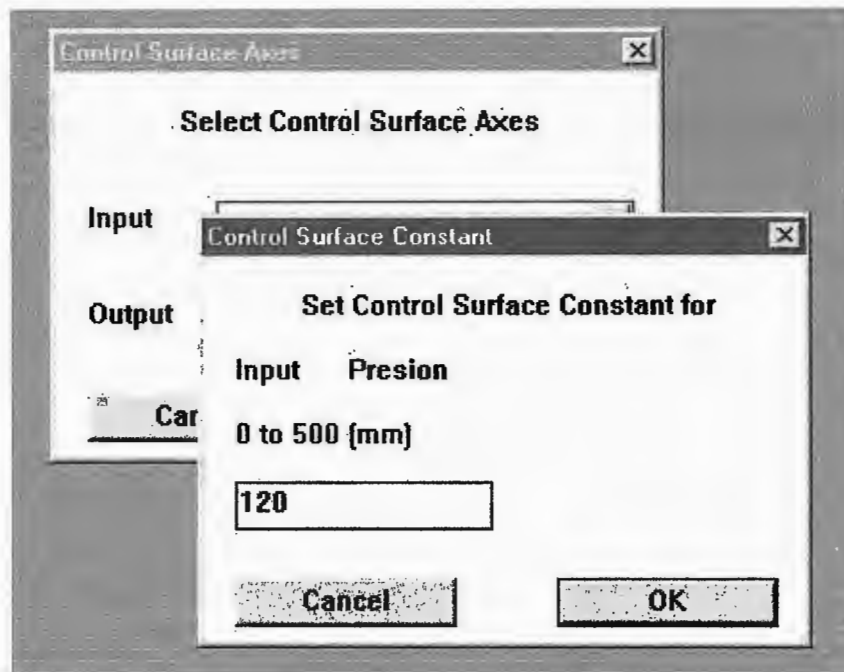 Control Surface Axes
Select Control Surface Axes
Input
Output
Control Surface Constant
Set Control Surface Constant for
Input Presion
0 to 500 (mm)
120
Cancel OK